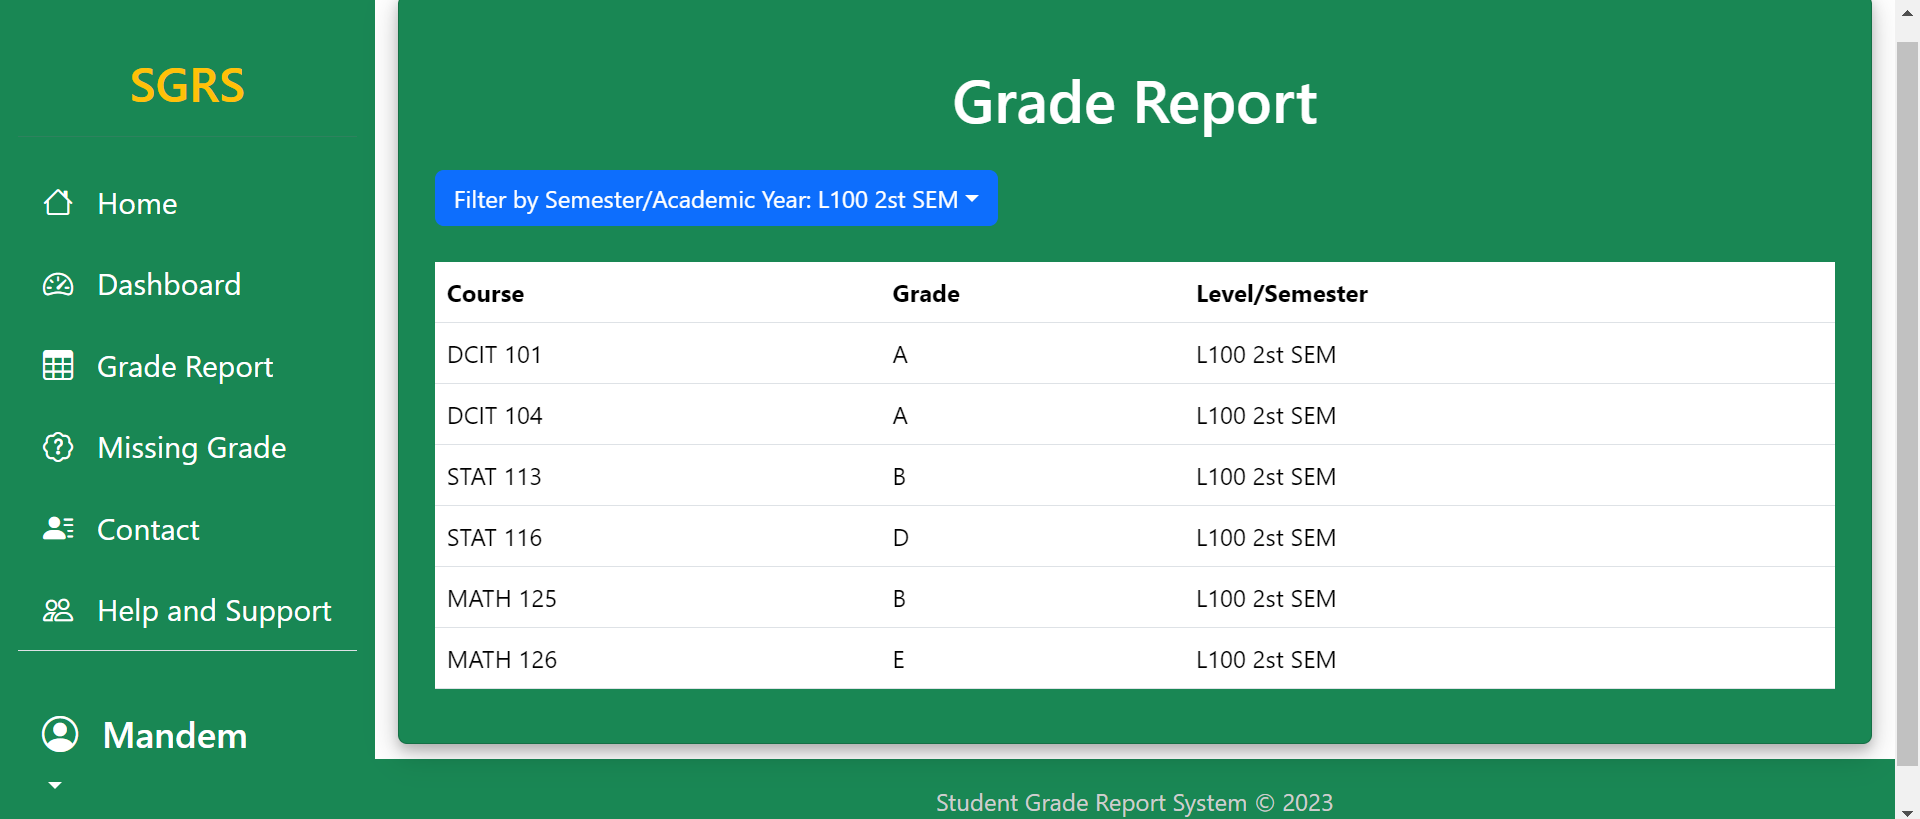 SGRS
Home
Dashboard
Grade Report
Missing Grade
Contact
Help and Support
Mandem
Grade Report
Filter by Semester/Academic Year: L100 2st SEM
Course Grade Level/Semester
DCIT 101 A L100 2st SEM
DCIT 104 A L100 2st SEM
STAT 113 B L100 2st SEM
STAT 116 D L100 2st SEM
MATH 125 B L100 2st SEM
MATH 126 E L100 2st SEM
Student Grade Report System © 2023